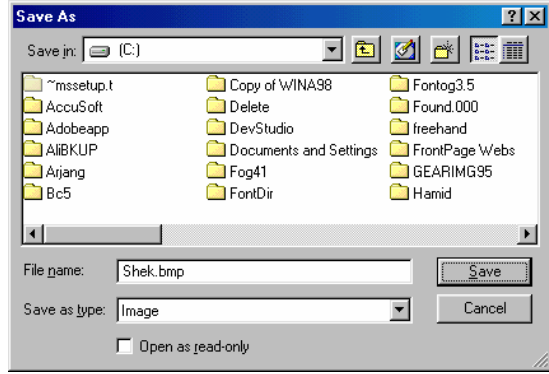 Save As
Save in: (C:)
~mssetup.t Copy of WINA98 Fontog3.5
AccuSoft Delete Found.000
Adobeapp DevStudio freehand
AliBKUP Documents and Settings FrontPage Webs
Arjang Fog41 GEARIMG95
Bc5 FontDir Hamid
File name: Shek.bmp Save
Save as type: Image Cancel
Open as read-only